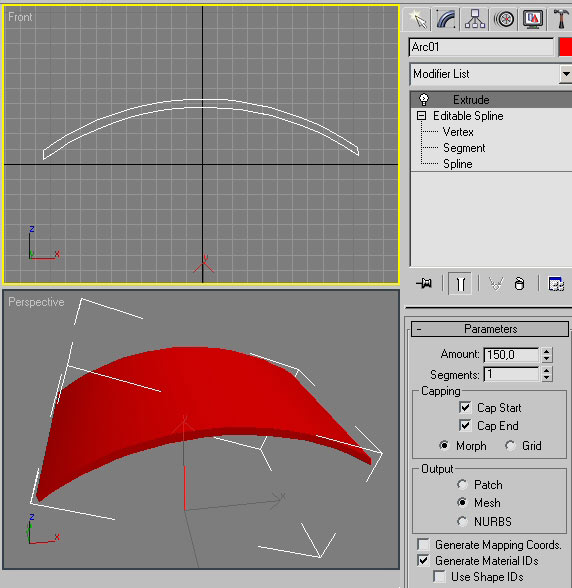 Front
z
x
y
Perspective
z
x
y
x
Arc01
Modifier List
Extrude
Editable Spline
Vertex
Segment
Spline
- Parameters
Amount: 150,0
Segments: 1
Capping
Cap Start
Cap End
Morph Grid
Output
Patch
Mesh
NURBS
Generate Mapping Coords.
Generate Material IDs
Use Shape IDs